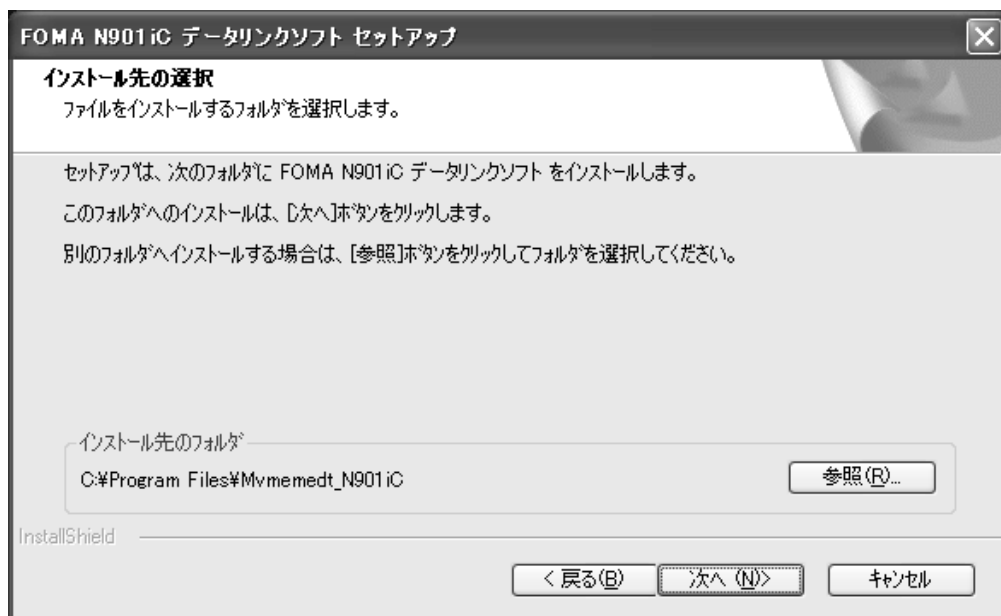 FOMA N901iC データリンクソフト セットアップ
インストール先の選択
ファイルをインストールするフォルダを選択します。
セットアップは、次のフォルダに FOMA N901iC データリンクソフト をインストールします。
このフォルダへのインストールは、[次へ]ボタンをクリックします。
別のフォルダへインストールする場合は、[参照]ボタンをクリックしてフォルダを選択してください。
インストール先のフォルダ
C:¥Program Files¥Mvmemedt_N901iC
参照(R)...
InstallShield
< 戻る(B)
次へ (N)>
キャンセル